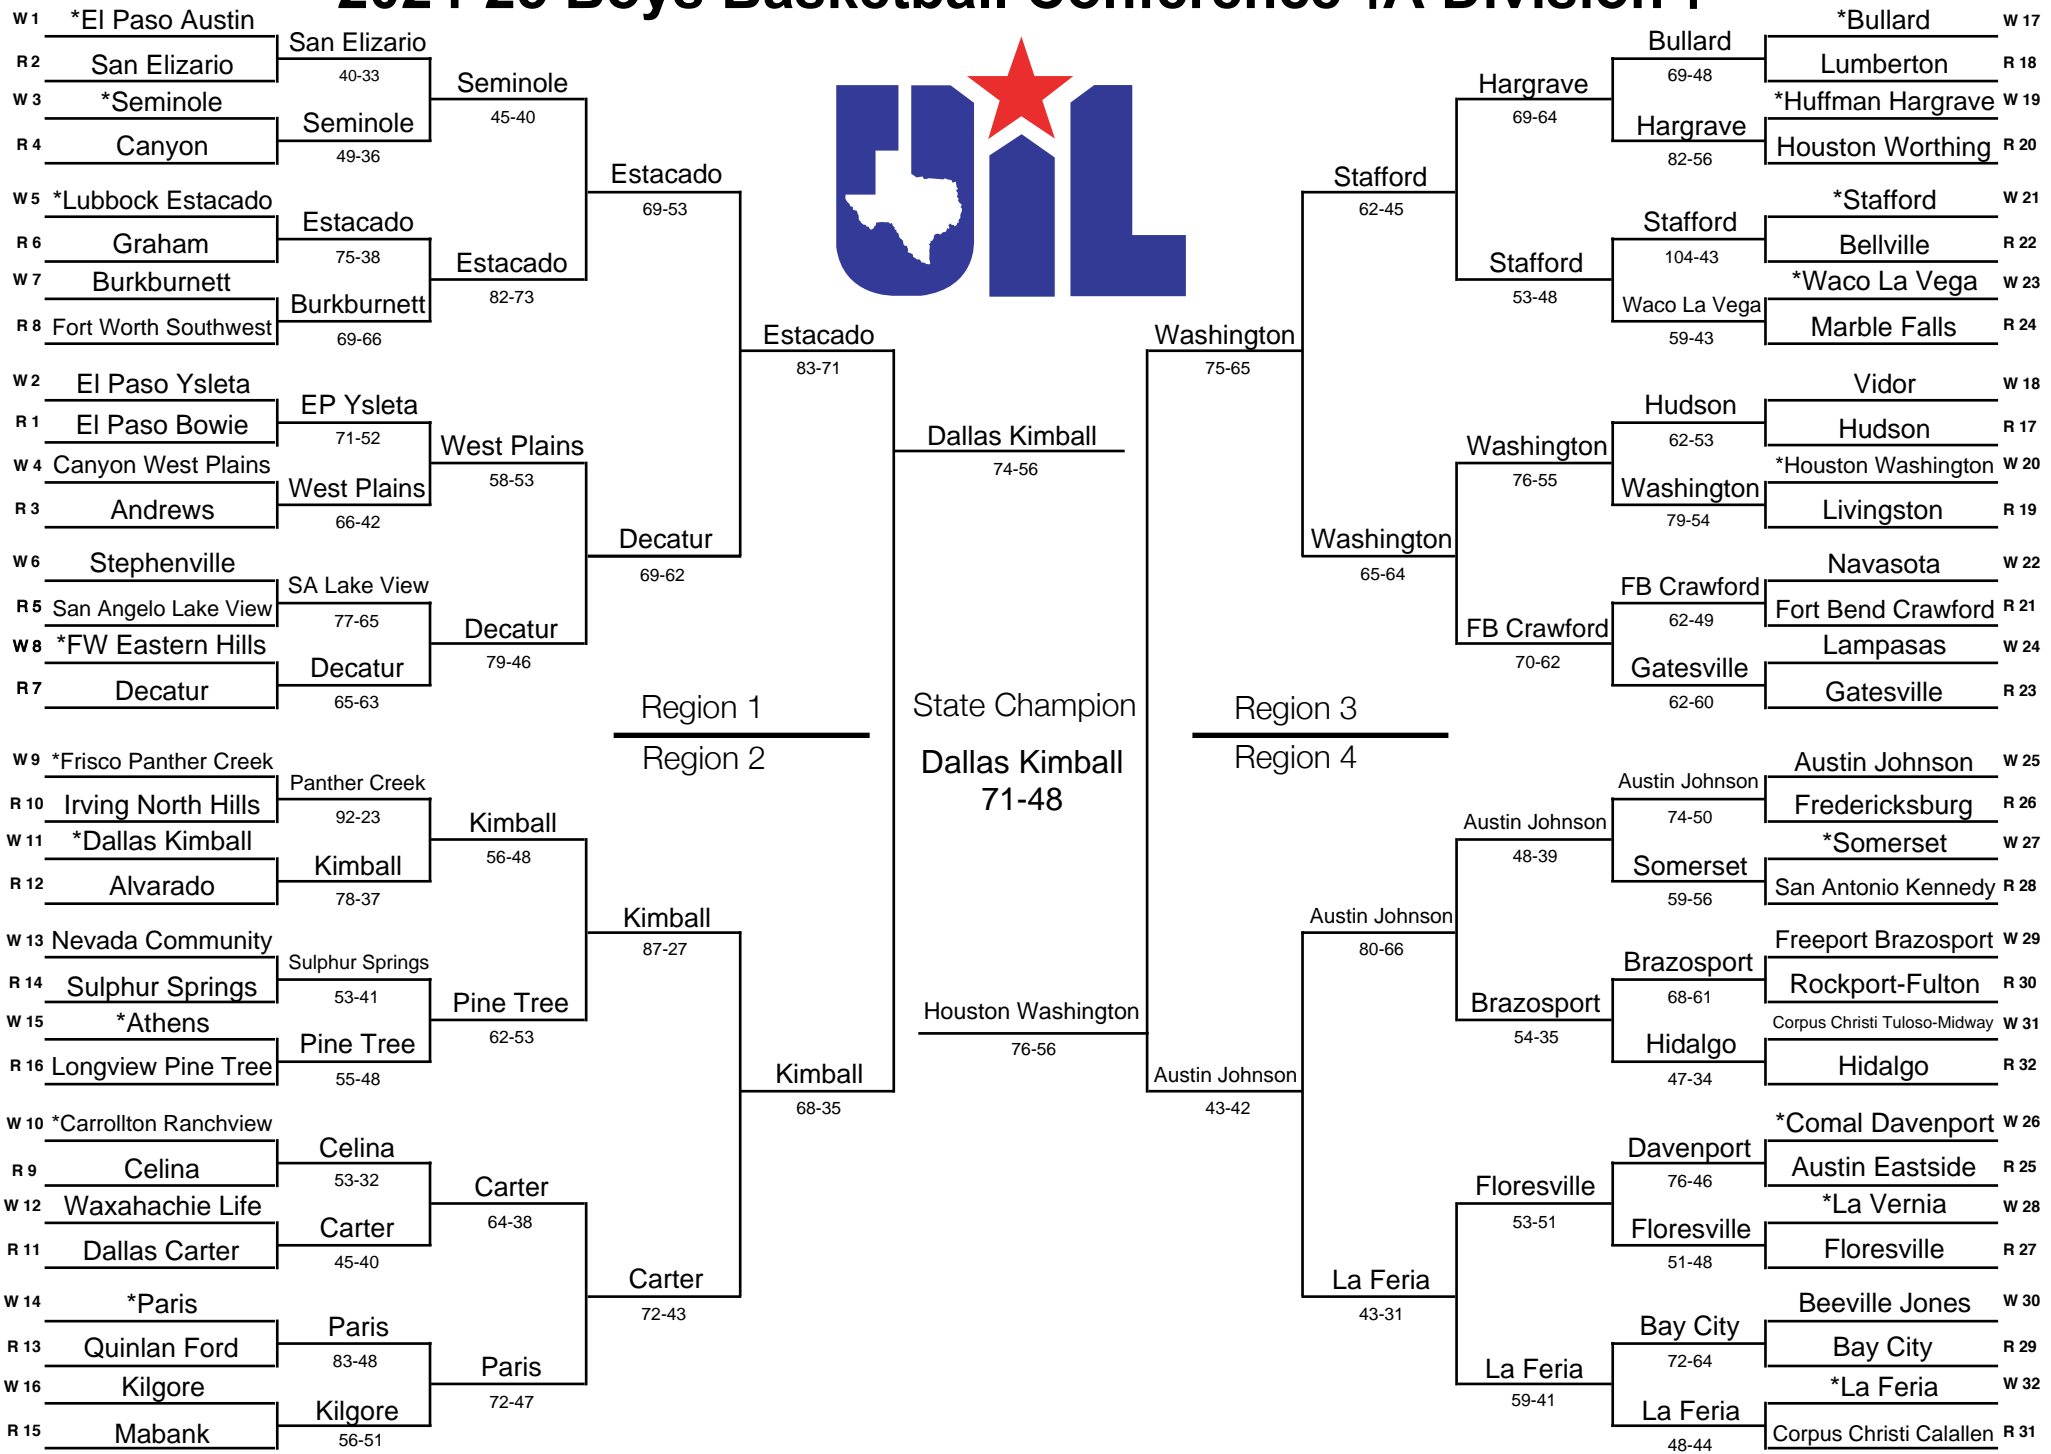 2024-25 Boys Basketball Conference 4A Division I
W 1 *El Paso Austin
R 2 San Elizario
W 3 *Seminole
R 4 Canyon
W 5 *Lubbock Estacado
R 6 Graham
W 7 Burkburnett
R 8 Fort Worth Southwest
W 2 El Paso Ysleta
R 1 El Paso Bowie
W 4 Canyon West Plains
R 3 Andrews
W 6 Stephenville
R 5 San Angelo Lake View
W 8 *FW Eastern Hills
R 7 Decatur
W 9 *Frisco Panther Creek
R 10 Irving North Hills
W 11 *Dallas Kimball
R 12 Alvarado
W 13 Nevada Community
R 14 Sulphur Springs
W 15 *Athens
R 16 Longview Pine Tree
W 10 *Carrollton Ranchview
R 9 Celina
W 12 Waxahachie Life
R 11 Dallas Carter
W 14 *Paris
R 13 Quinlan Ford
W 16 Kilgore
R 15 Mabank
San Elizario
40-33
Seminole
49-36
Estacado
75-38
Burkburnett
69-66
EP Ysleta
71-52
West Plains
66-42
SA Lake View
77-65
Decatur
65-63
Panther Creek
92-23
Kimball
78-37
Sulphur Springs
53-41
Pine Tree
55-48
Celina
53-32
Carter
45-40
Paris
83-48
Kilgore
56-51
Seminole
45-40
Estacado
82-73
West Plains
58-53
Decatur
79-46
Kimball
56-48
Pine Tree
62-53
Carter
64-38
Paris
72-47
Estacado
69-53
Decatur
69-62
Kimball
87-27
Carter
72-43
Estacado
83-71
Kimball
68-35
Region 1
Region 2
UIL
Dallas Kimball
74-56
State Champion
Dallas Kimball
71-48
Houston Washington
76-56
Region 3
Region 4
Washington
75-65
Austin Johnson
43-42
Stafford
62-45
Washington
65-64
Austin Johnson
80-66
La Feria
43-31
Hargrave
69-64
Stafford
53-48
Washington
76-55
FB Crawford
70-62
Austin Johnson
48-39
Brazosport
54-35
Floresville
53-51
La Feria
59-41
Bullard
69-48
Hargrave
82-56
Stafford
104-43
Waco La Vega
59-43
Hudson
62-53
Washington
79-54
FB Crawford
62-49
Gatesville
62-60
Austin Johnson
74-50
Somerset
59-56
Brazosport
68-61
Hidalgo
47-34
Davenport
76-46
Floresville
51-48
Bay City
72-64
La Feria
48-44
*Bullard W 17
Lumberton R 18
*Huffman Hargrave W 19
Houston Worthing R 20
*Stafford W 21
Bellville R 22
*Waco La Vega W 23
Marble Falls R 24
Vidor W 18
Hudson R 17
*Houston Washington W 20
Livingston R 19
Navasota W 22
Fort Bend Crawford R 21
Lampasas W 24
Gatesville R 23
Austin Johnson W 25
Fredericksburg R 26
*Somerset W 27
San Antonio Kennedy R 28
Freeport Brazosport W 29
Rockport-Fulton R 30
Corpus Christi Tuloso-Midway W 31
Hidalgo R 32
*Comal Davenport W 26
Austin Eastside R 25
*La Vernia W 28
Floresville R 27
Beeville Jones W 30
Bay City R 29
*La Feria W 32
Corpus Christi Calallen R 31